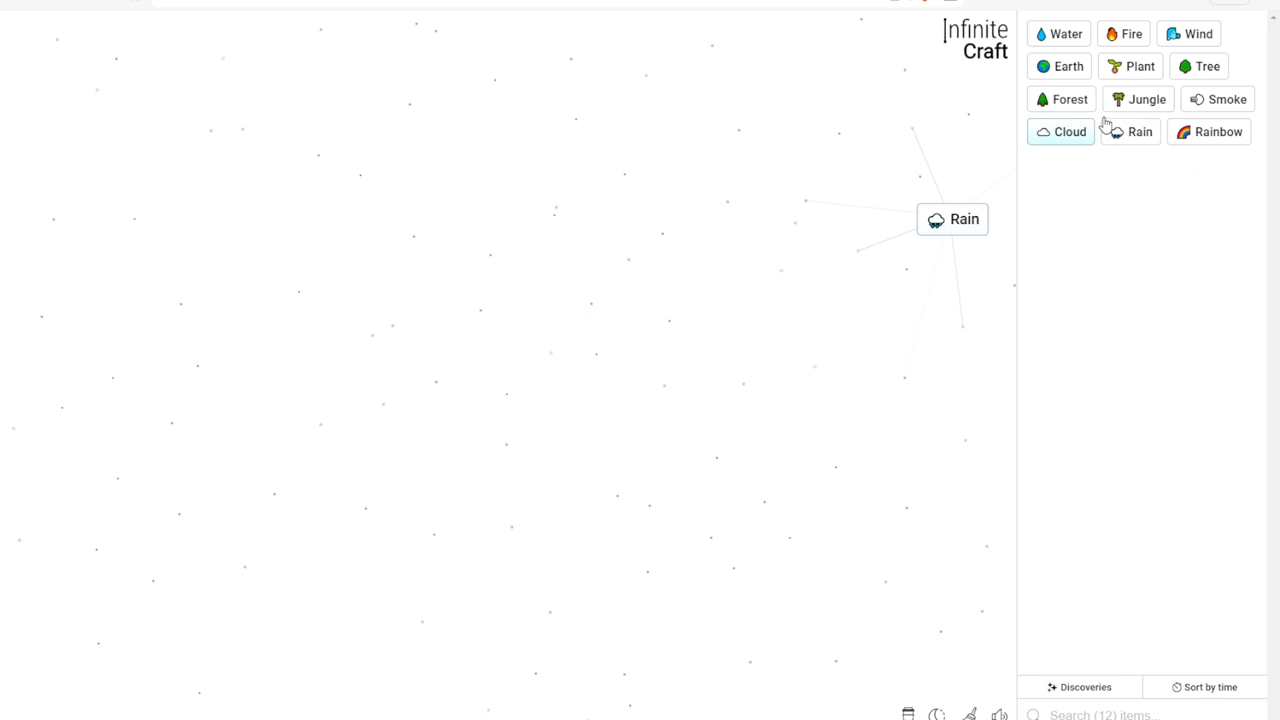 Infinite
Craft
Water Fire Wind
Earth Plant Tree
Forest Jungle Smoke
Cloud Rain Rainbow
Rain
Discoveries Sort by time
Search (12) items...